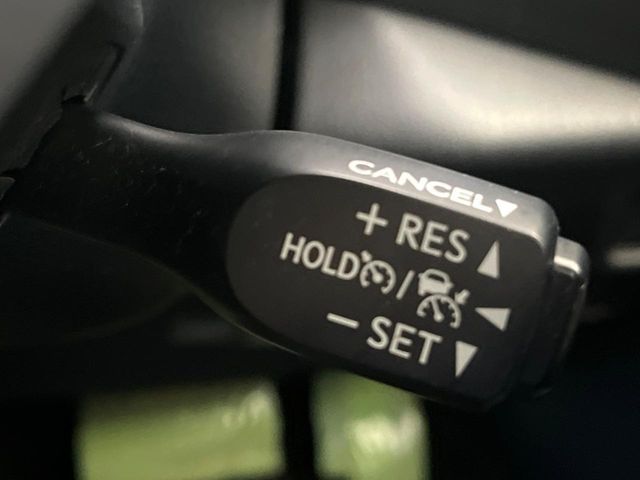 CANCEL▼
+ RES ▲
HOLD / ◀
− SET ▼